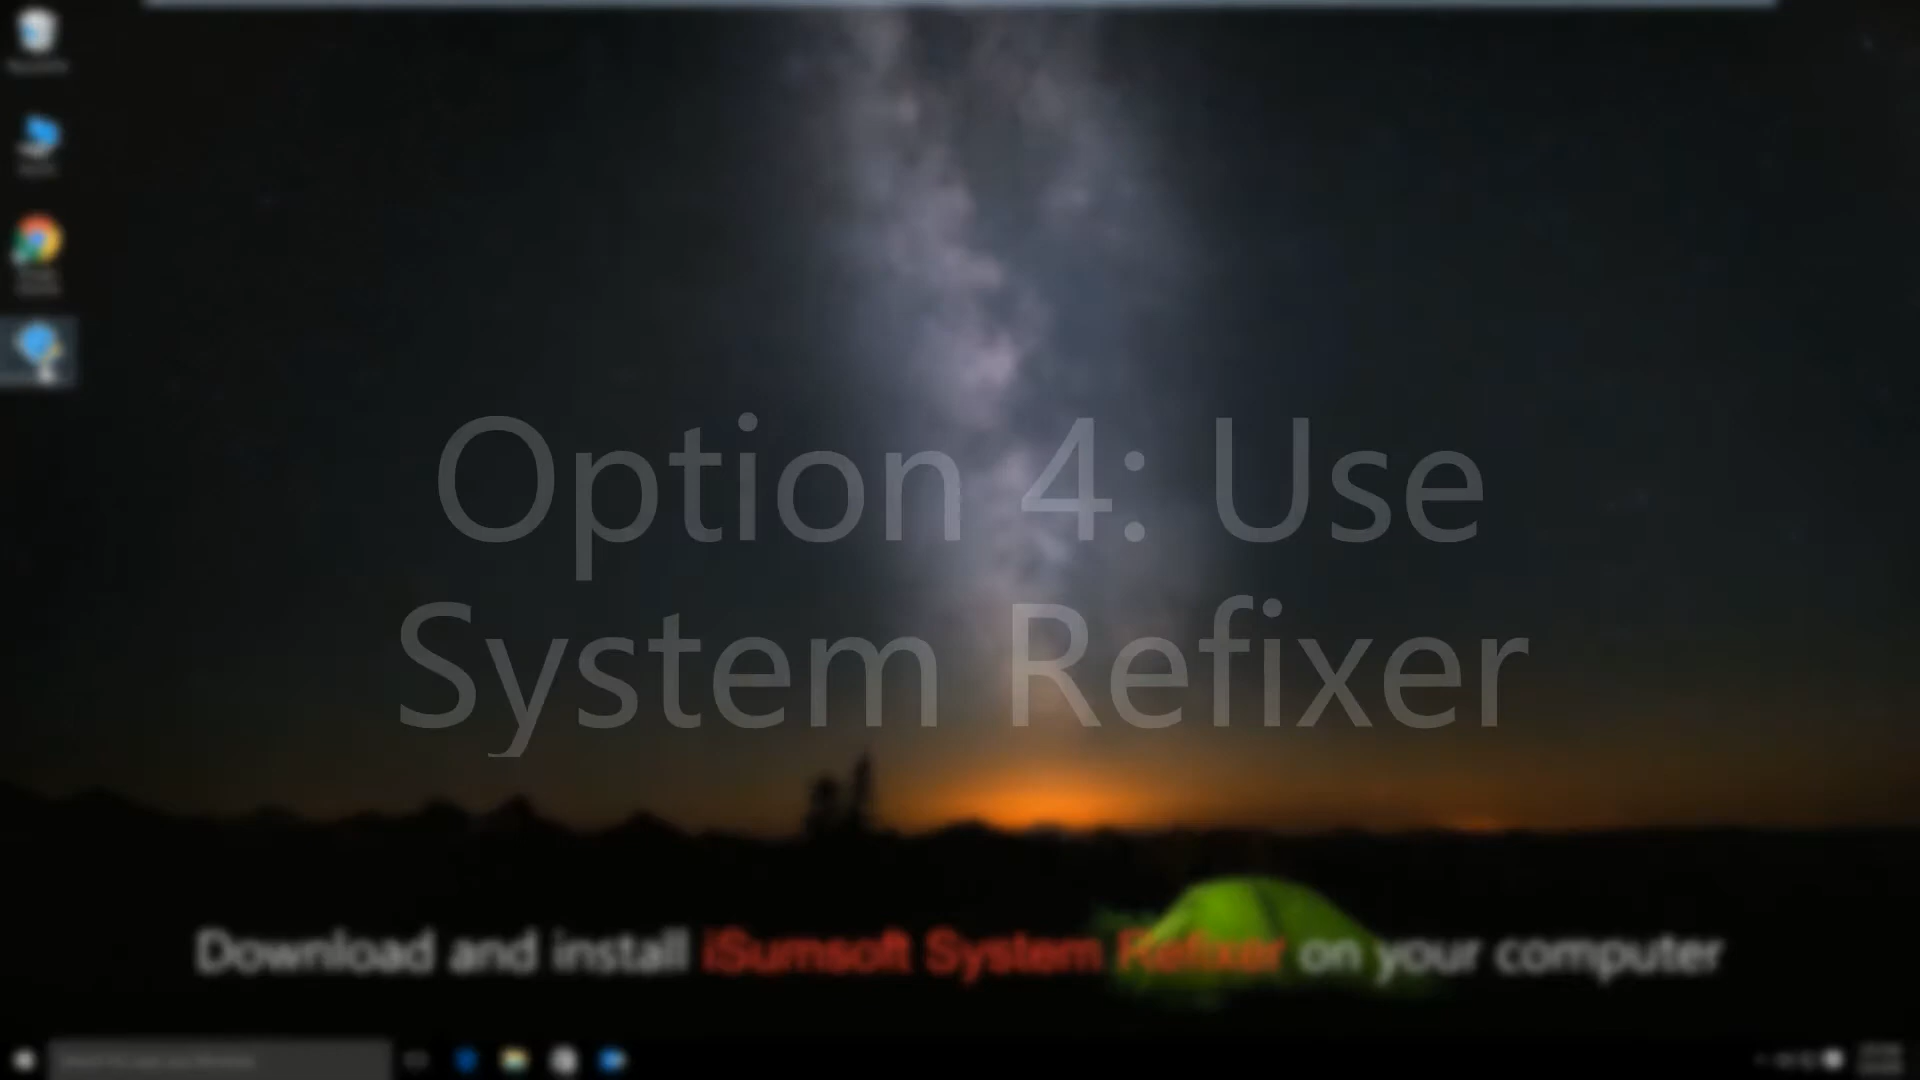 Option 4: Use
System Refixer
Download and install iSumsoft System Refixer on your computer